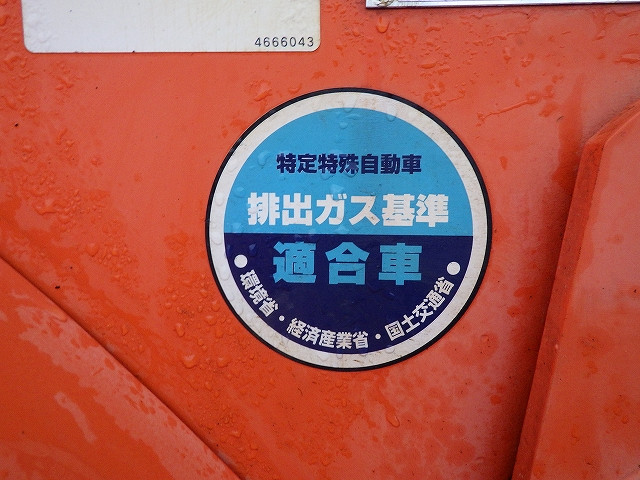 4666043
特定特殊自動車
排出ガス基準
適合車
環境省・経済産業省・国土交通省